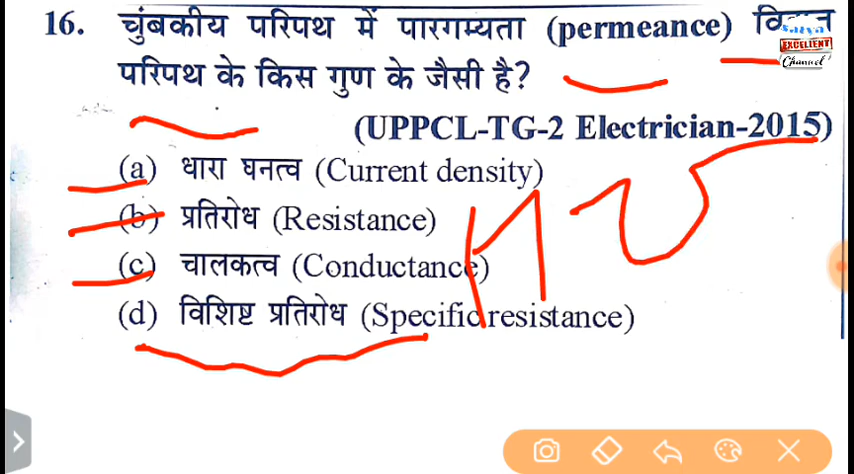 16. चुंबकीय परिपथ में पारगम्यता (permeance)
परिपथ के किस गुण के जैसी है?
(UPPCL-TG-2 Electrician-2015)
(a) धारा घनत्व (Current density)
(b) प्रतिरोध (Resistance)
(c) चालकत्व (Conductance)
(d) विशिष्ट प्रतिरोध (Specific resistance)
EXCELLENT
Channel